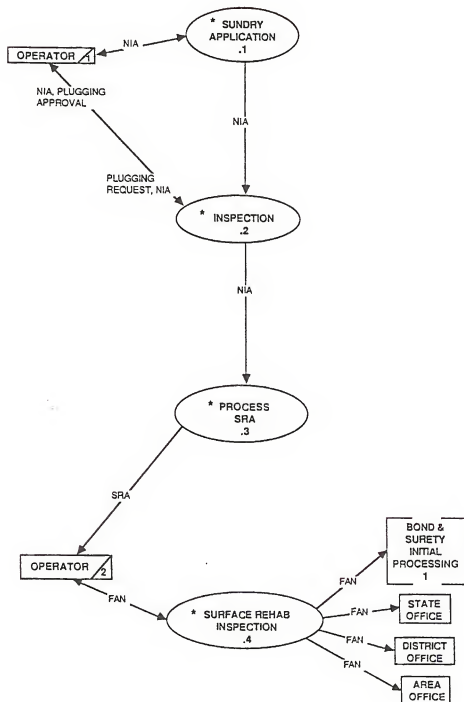 * SUNDRY
APPLICATION
.1
OPERATOR 1
NIA
NIA, PLUGGING
APPROVAL
NIA
PLUGGING
REQUEST, NIA
* INSPECTION
.2
NIA
* PROCESS
SRA
.3
SRA
OPERATOR 2
FAN
* SURFACE REHAB
INSPECTION
.4
FAN
BOND &
SURETY
INITIAL
PROCESSING
1
FAN
STATE
OFFICE
FAN
DISTRICT
OFFICE
FAN
AREA
OFFICE